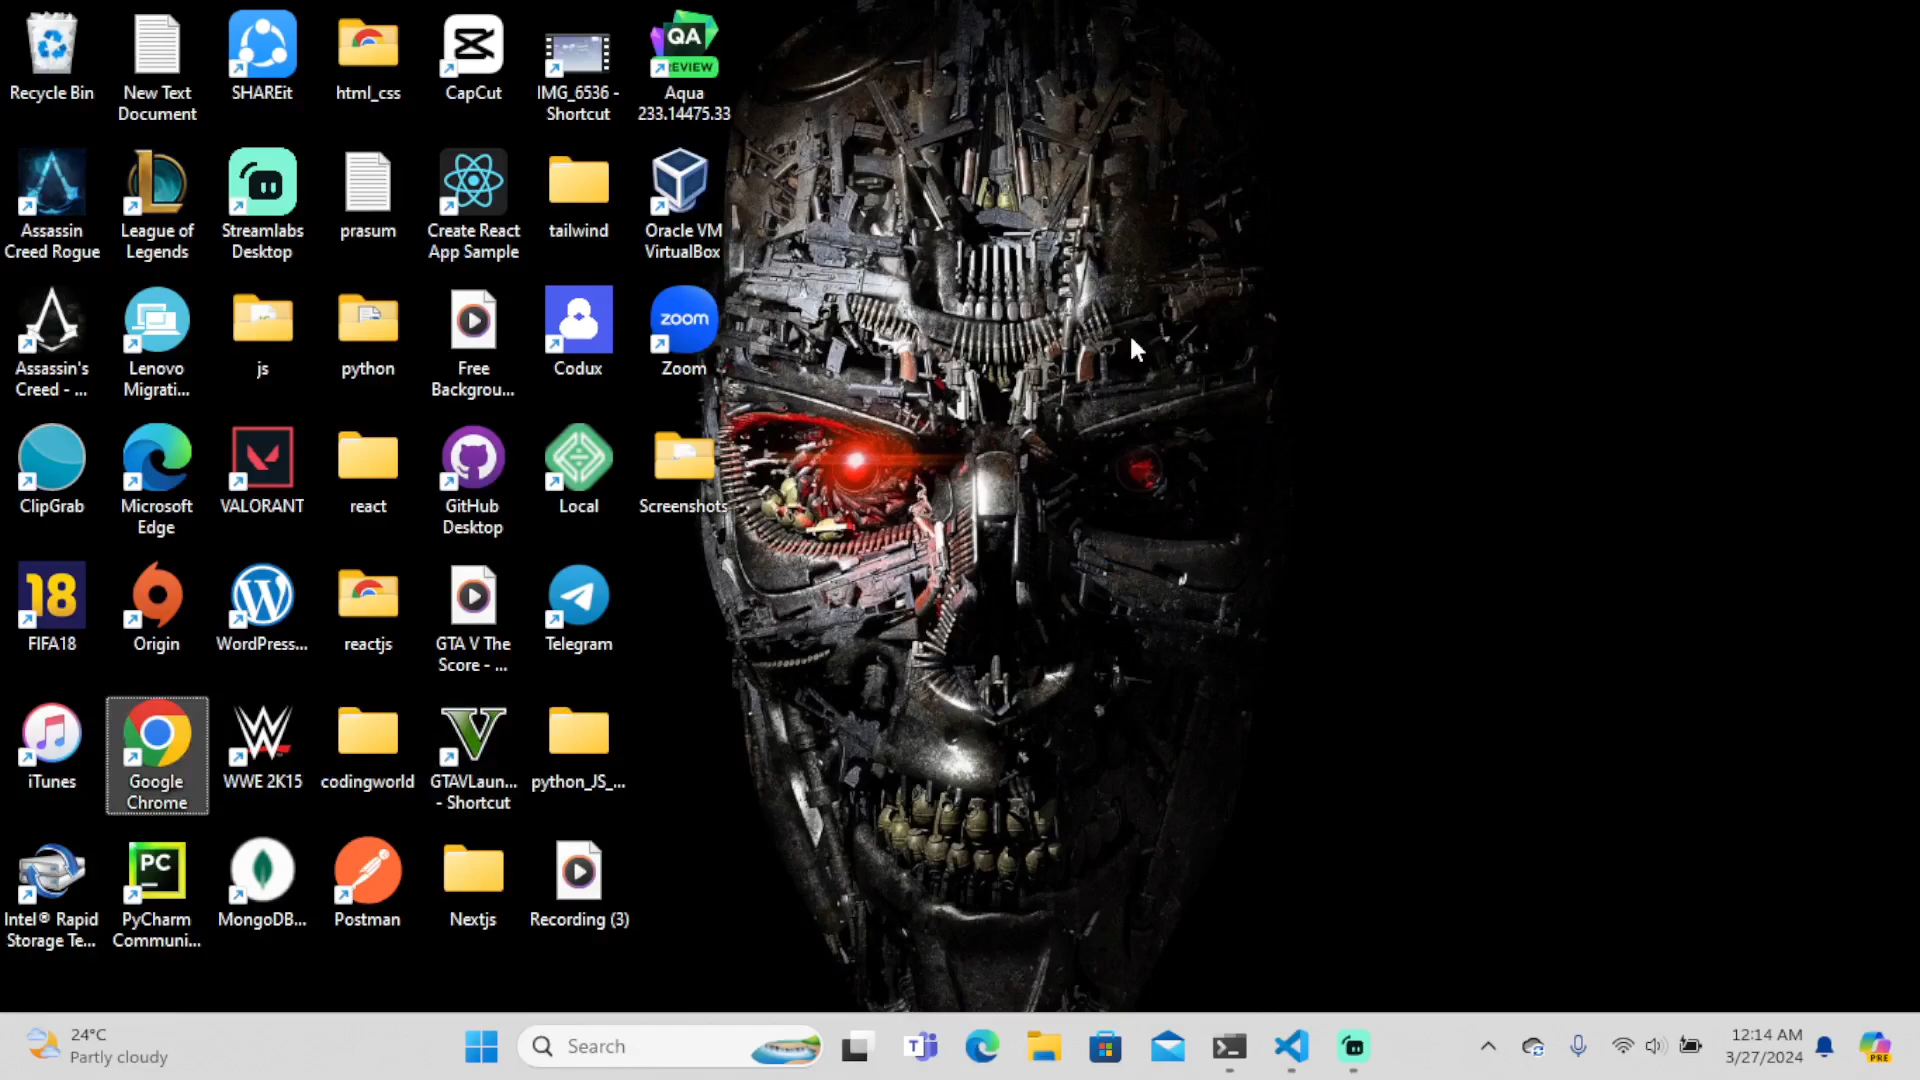 Recycle Bin
New Text
Document
SHAREit
html_css
CapCut
IMG_6536 -
Shortcut
QA
REVIEW
Aqua
233.14475.33
Assassin
Creed Rogue
League of
Legends
Streamlabs
Desktop
prasum
Create React
App Sample
tailwind
Oracle VM
VirtualBox
Assassin's
Creed - ...
Lenovo
Migrati...
js
python
Free
Backgrou...
Codux
zoom
Zoom
ClipGrab
Microsoft
Edge
VALORANT
react
GitHub
Desktop
Local
Screenshots
18
FIFA18
Origin
WordPress...
reactjs
GTA V The
Score - ...
Telegram
iTunes
Google
Chrome
WWE 2K15
codingworld
GTAVLaun...
- Shortcut
python_JS_...
Intel® Rapid
Storage Te...
PC
PyCharm
Communi...
MongoDB...
Postman
Nextjs
Recording (3)
24°C
Partly cloudy
Search
12:14 AM
3/27/2024
PRE